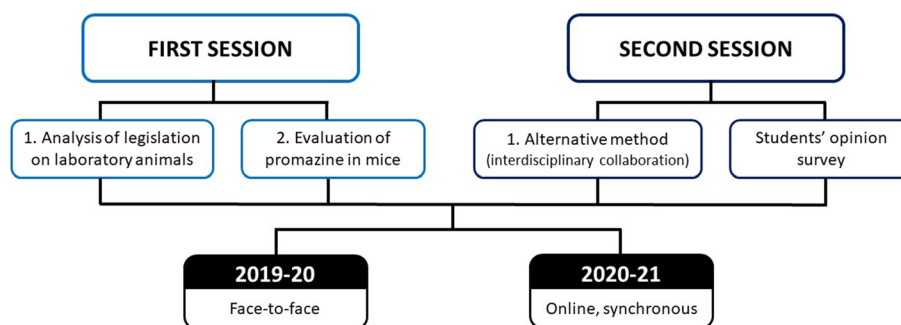 FIRST SESSION
SECOND SESSION
1. Analysis of legislation
on laboratory animals
2. Evaluation of
promazine in mice
1. Alternative method
(interdisciplinary collaboration)
Students’ opinion
survey
2019-20
Face-to-face
2020-21
Online, synchronous